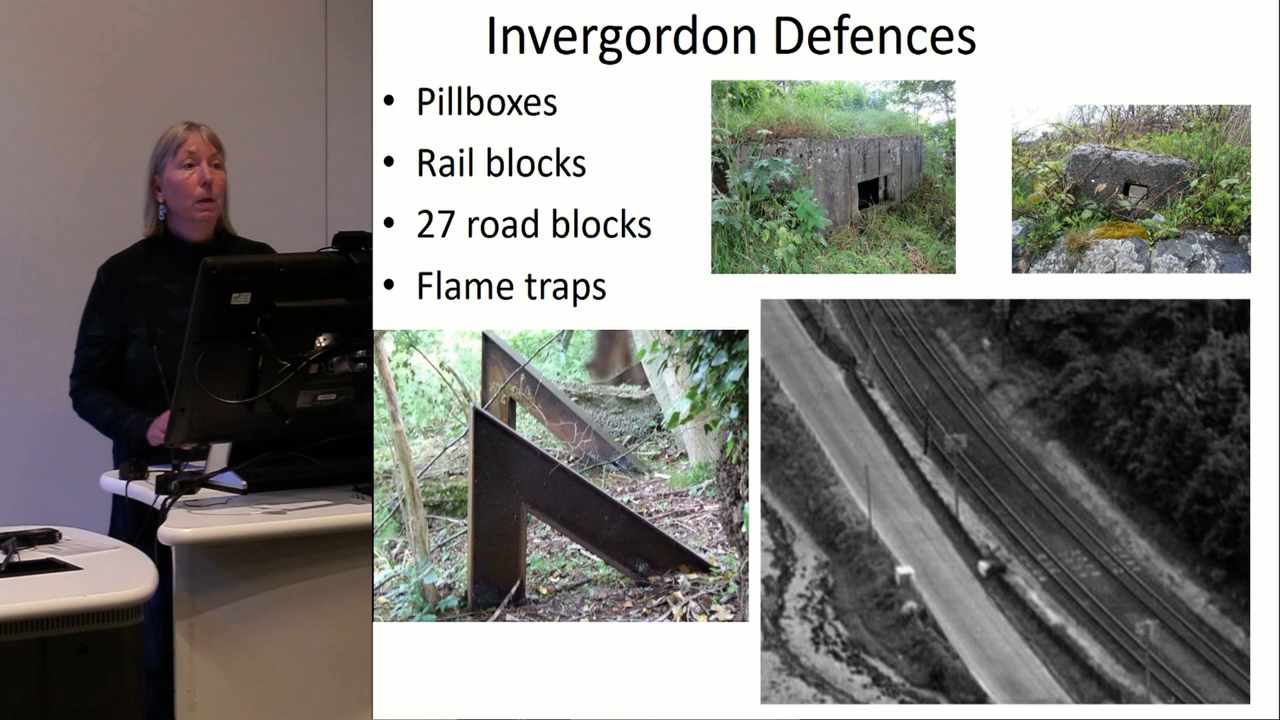 Invergordon Defences
• Pillboxes
• Rail blocks
• 27 road blocks
• Flame traps